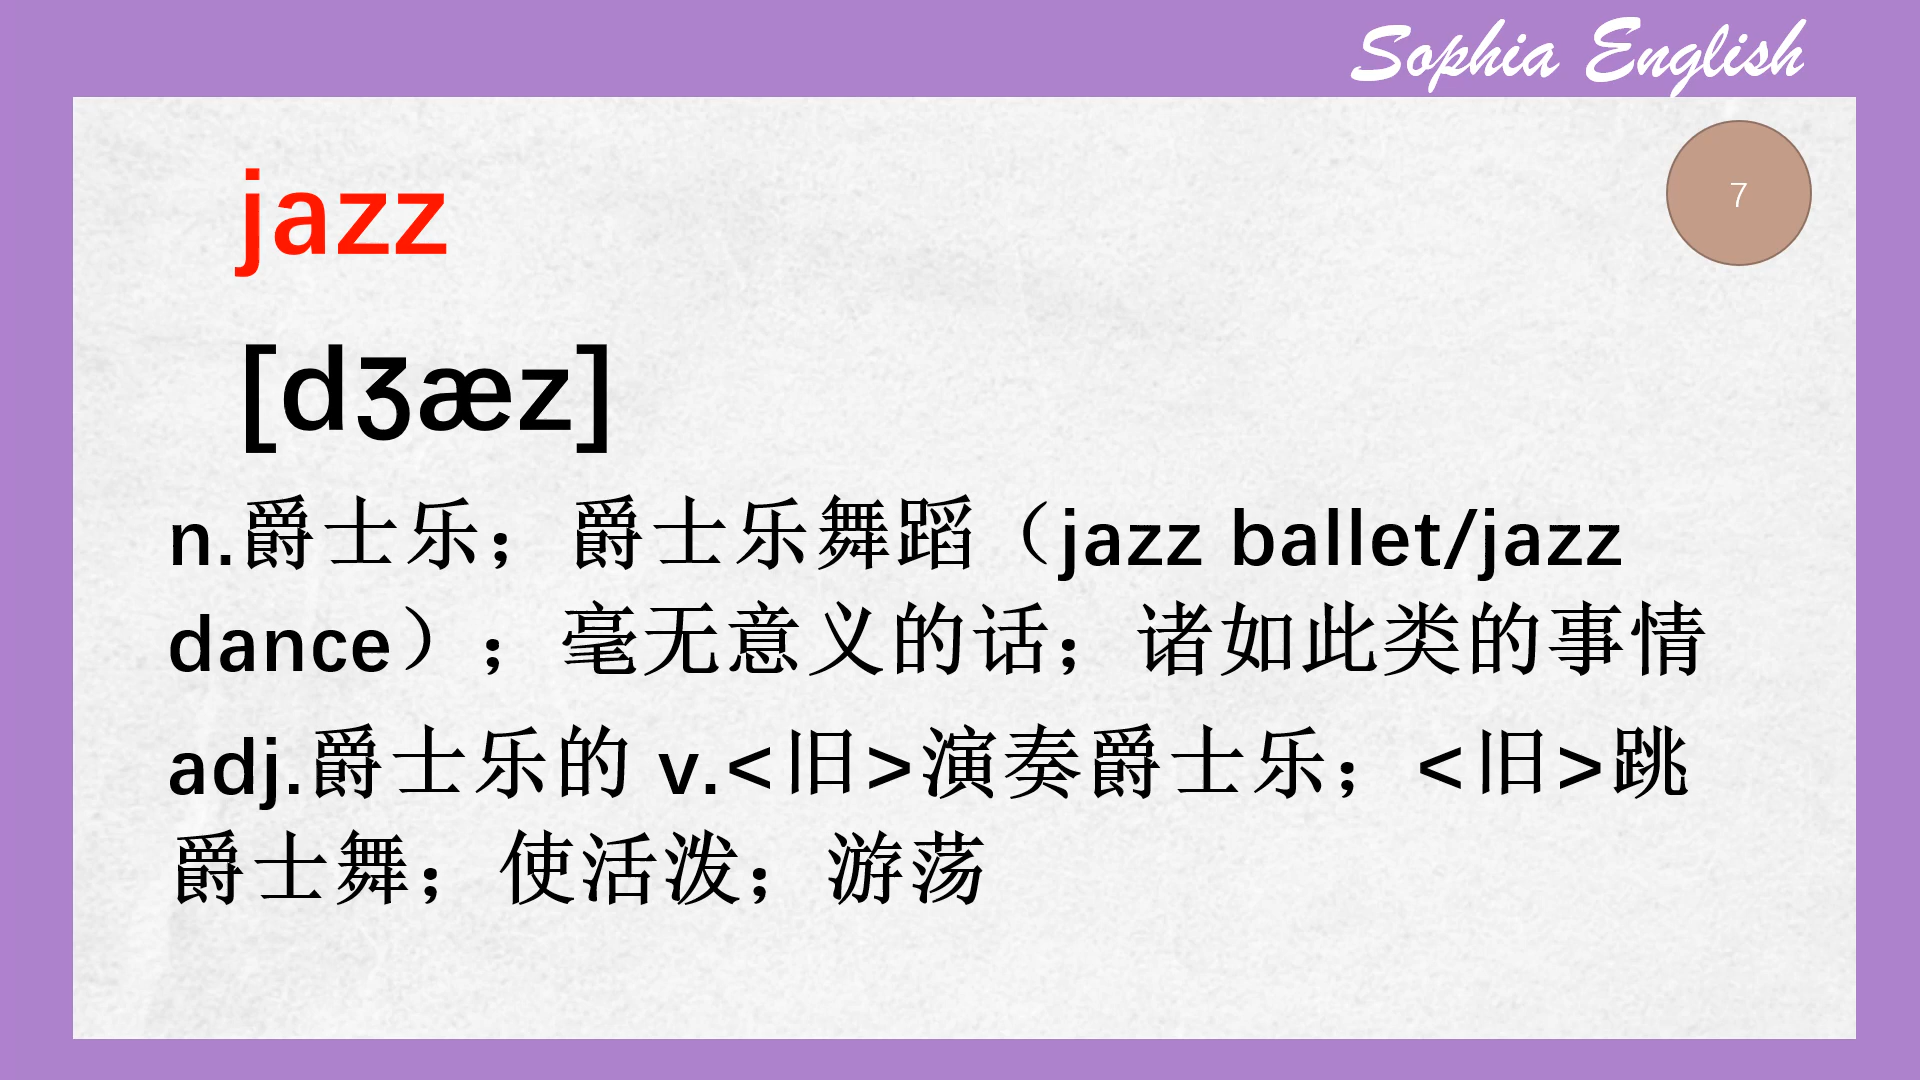 Sophia English
7
jazz
[dʒæz]
n.爵士乐；爵士乐舞蹈（jazz ballet/jazz
dance）；毫无意义的话；诸如此类的事情
adj.爵士乐的 v.<旧>演奏爵士乐；<旧>跳
爵士舞；使活泼；游荡